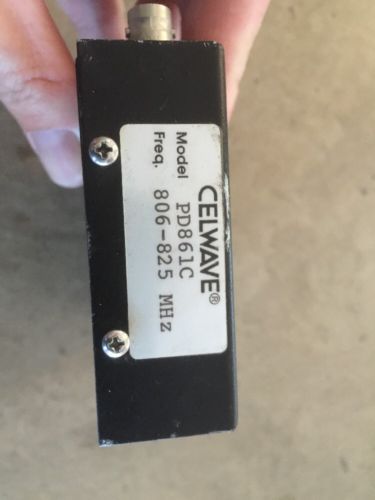 CELWAVE®
Model PD861C
Freq. 806-825 MHz